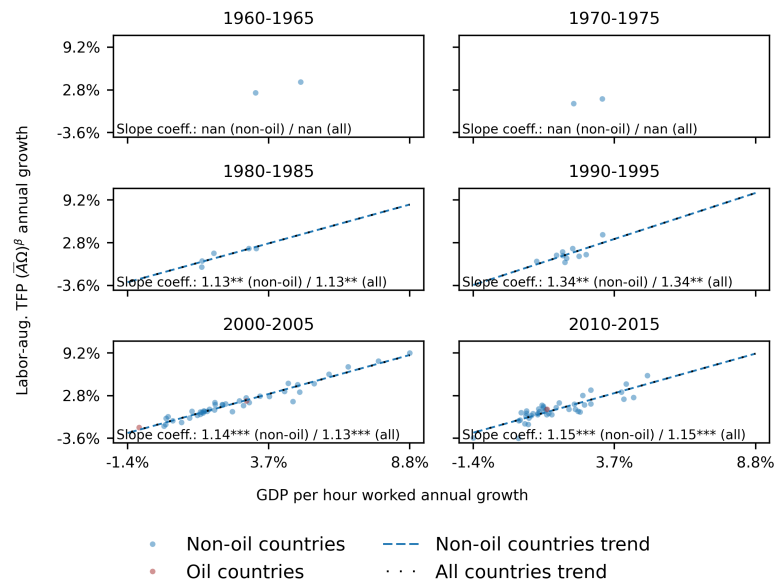 1960-1965
1970-1975
9.2%
2.8%
-3.6%
Slope coeff.: nan (non-oil) / nan (all)
Slope coeff.: nan (non-oil) / nan (all)
1980-1985
1990-1995
9.2%
2.8%
-3.6%
Slope coeff.: 1.13** (non-oil) / 1.13** (all)
Slope coeff.: 1.34** (non-oil) / 1.34** (all)
2000-2005
2010-2015
9.2%
2.8%
-3.6%
Slope coeff.: 1.14*** (non-oil) / 1.13*** (all)
Slope coeff.: 1.15*** (non-oil) / 1.15*** (all)
-1.4% 3.7% 8.8%
-1.4% 3.7% 8.8%
Labor-aug. TFP (A̅Ω)^β annual growth
GDP per hour worked annual growth
Non-oil countries
Non-oil countries trend
Oil countries
All countries trend